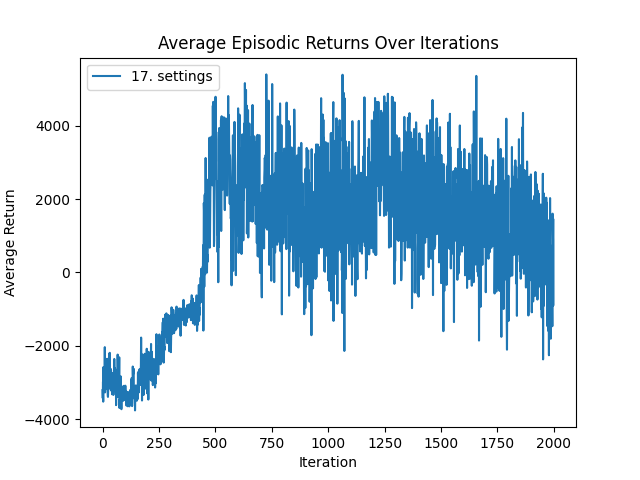 Average Episodic Returns Over Iterations
17. settings
Average Return
4000
2000
0
−2000
−4000
0 250 500 750 1000 1250 1500 1750 2000
Iteration